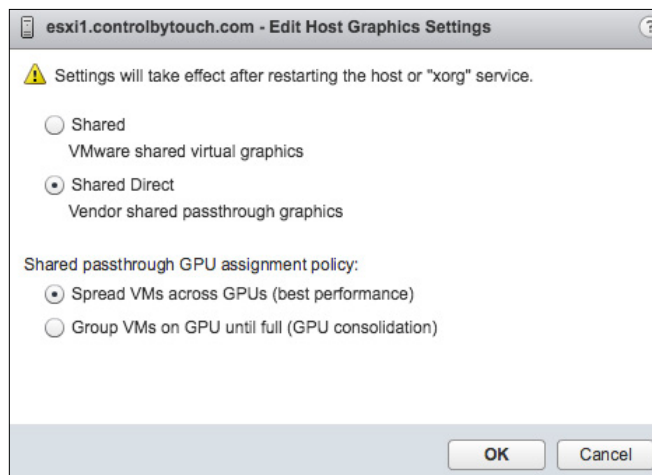 esxi1.controlbytouch.com - Edit Host Graphics Settings ?
Settings will take effect after restarting the host or "xorg" service.
Shared
VMware shared virtual graphics
Shared Direct
Vendor shared passthrough graphics
Shared passthrough GPU assignment policy:
Spread VMs across GPUs (best performance)
Group VMs on GPU until full (GPU consolidation)
OK Cancel